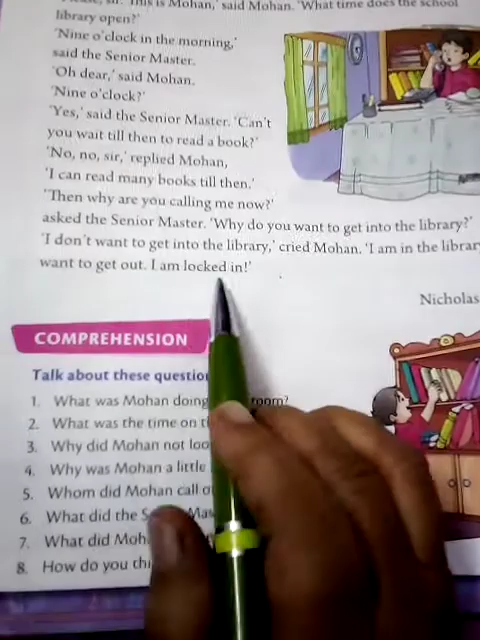 sir.' 'This is Mohan,' said Mohan. 'What time does the school
library open?'
'Nine o'clock in the morning,'
said the Senior Master.
'Oh dear,' said Mohan.
'Nine o'clock?'
'Yes,' said the Senior Master. 'Can't
you wait till then to read a book?'
'No, no, sir,' replied Mohan,
'I can read many books till then.'
'Then why are you calling me now?'
asked the Senior Master. 'Why do you want to get into the library?'
'I don't want to get into the library,' cried Mohan. 'I am in the
want to get out. I am locked in!'
Nicholas
COMPREHENSION
Talk about these
1. What was Mohan doing room?
2. What was the time on
3. Why did Mohan not
4. Why was Mohan a little
5. Whom did Mohan call
6. What did the
7. What did
8. How do you